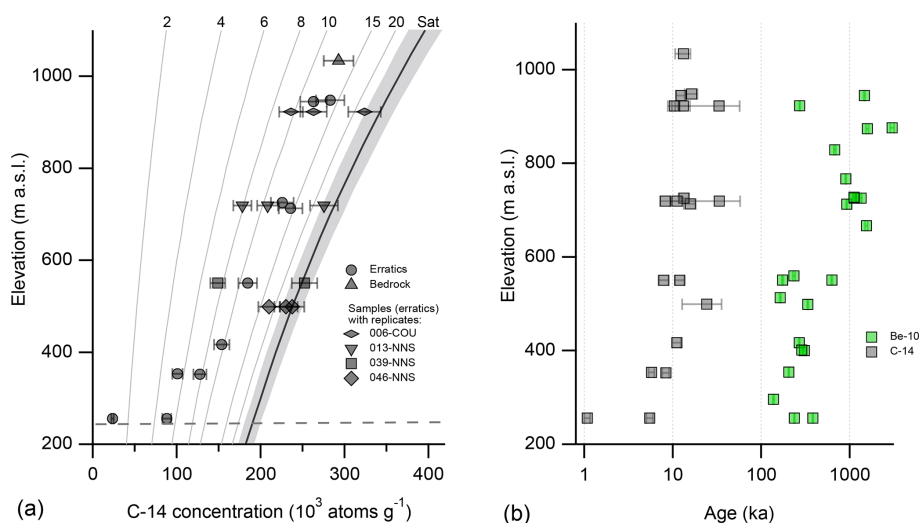 2 4 6 8 10 15 20 Sat
1000
800
600
400
200
Elevation (m a.s.l.)
Erratics
Bedrock
Samples (erratics)
with replicates:
006-COU
013-NNS
039-NNS
046-NNS
0 100 200 300 400
(a)
C-14 concentration (10³ atoms g⁻¹)
1000
800
600
400
200
Elevation (m a.s.l.)
Be-10
C-14
1 10 100 1000
(b)
Age (ka)